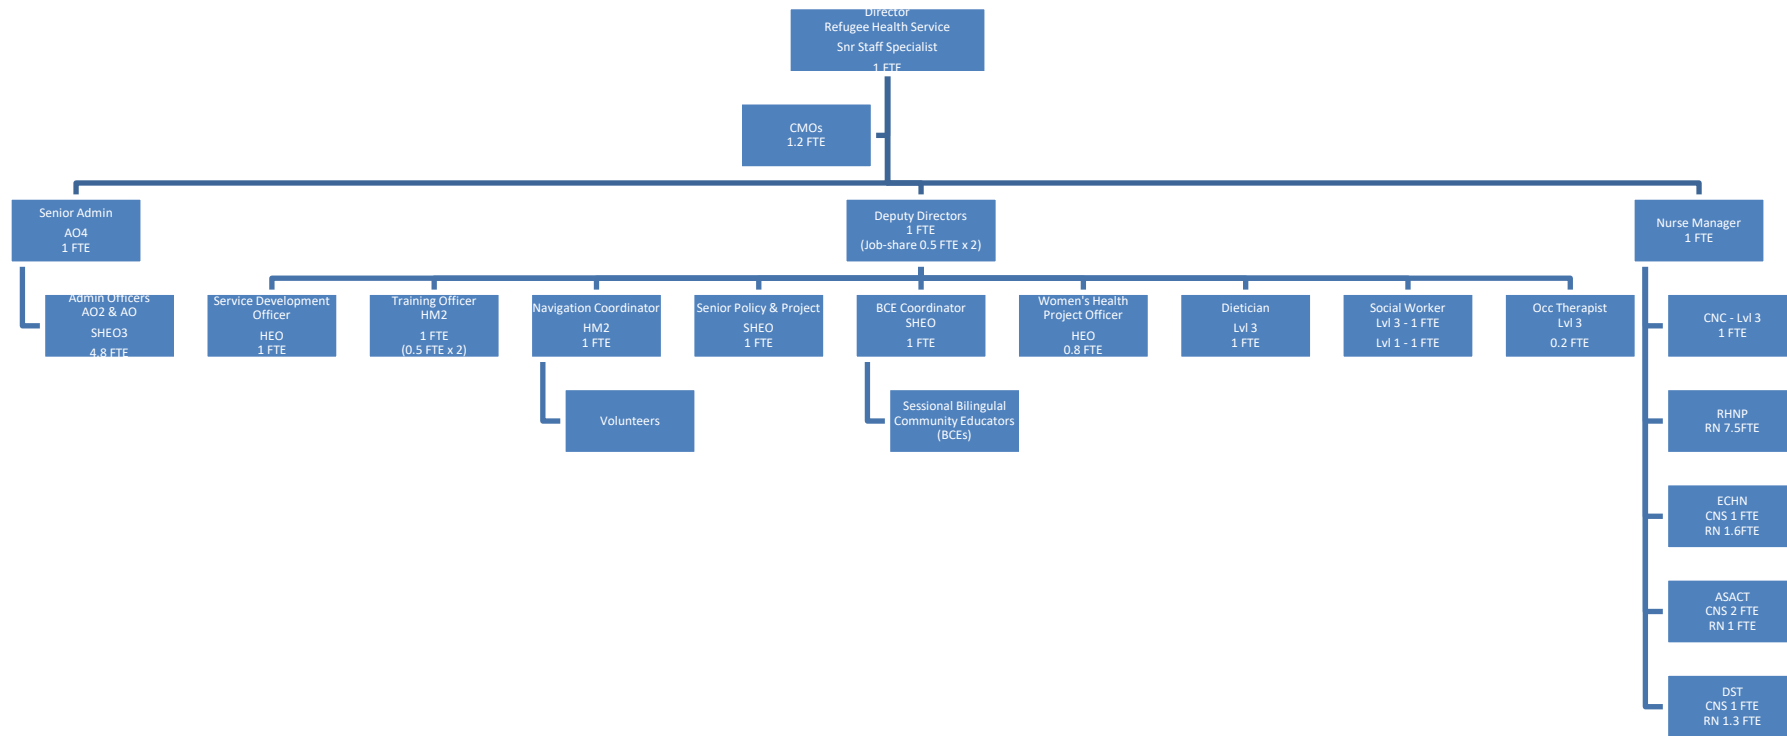 Director
Refugee Health Service
Snr Staff Specialist
1 FTE
CMOs
1.2 FTE
Senior Admin
AO4
1 FTE
Deputy Directors
1 FTE
(Job-share 0.5 FTE x 2)
Nurse Manager
1 FTE
Admin Officers
AO2 & AO
SHEO3
4.8 FTE
Service Development
Officer
HEO
1 FTE
Training Officer
HM2
1 FTE
(0.5 FTE x 2)
Navigation Coordinator
HM2
1 FTE
Senior Policy & Project
SHEO
1 FTE
BCE Coordinator
SHEO
1 FTE
Women's Health
Project Officer
HEO
0.8 FTE
Dietician
Lvl 3
1 FTE
Social Worker
Lvl 3 - 1 FTE
Lvl 1 - 1 FTE
Occ Therapist
Lvl 3
0.2 FTE
CNC - Lvl 3
1 FTE
Volunteers
Sessional Bilingulal
Community Educators
(BCEs)
RHNP
RN 7.5FTE
ECHN
CNS 1 FTE
RN 1.6FTE
ASACT
CNS 2 FTE
RN 1 FTE
DST
CNS 1 FTE
RN 1.3 FTE